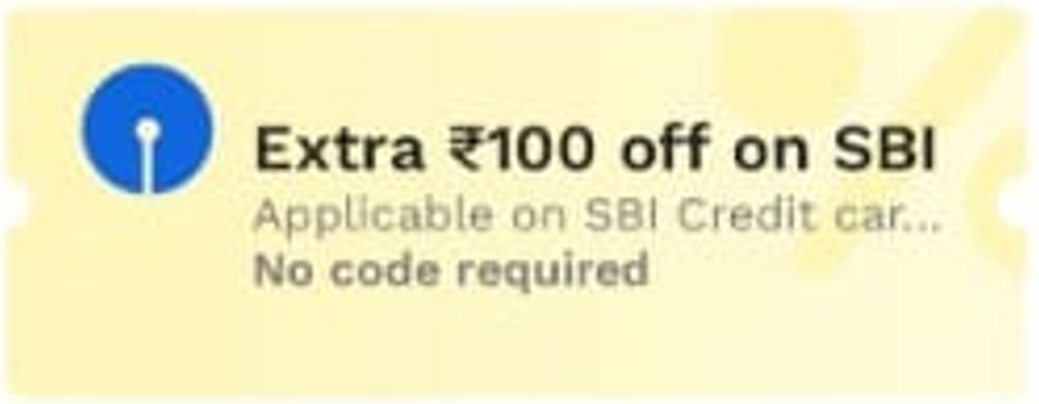 Extra ₹100 off on SBI
Applicable on SBI Credit car...
No code required